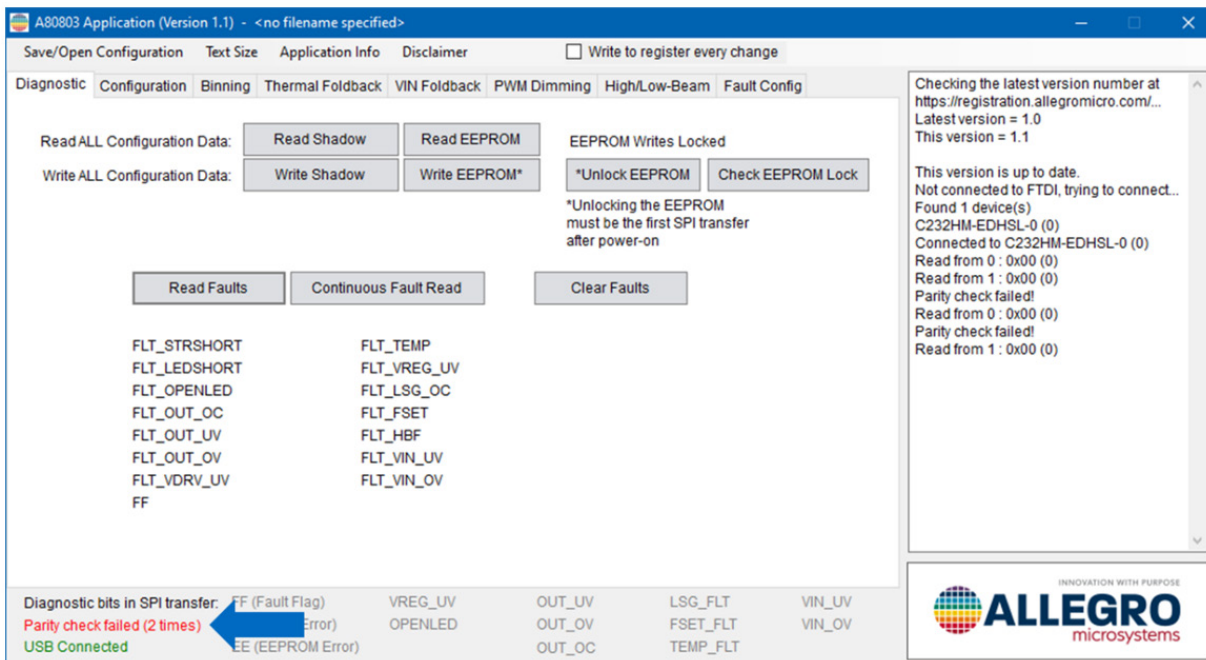 A80803 Application (Version 1.1) - <no filename specified>
Save/Open Configuration Text Size Application Info Disclaimer Write to register every change
Diagnostic Configuration Binning Thermal Foldback VIN Foldback PWM Dimming High/Low-Beam Fault Config
Read ALL Configuration Data: Read Shadow Read EEPROM EEPROM Writes Locked
Write ALL Configuration Data: Write Shadow Write EEPROM* *Unlock EEPROM Check EEPROM Lock
*Unlocking the EEPROM
must be the first SPI transfer
after power-on
Read Faults Continuous Fault Read Clear Faults
FLT_STRSHORT FLT_TEMP
FLT_LEDSHORT FLT_VREG_UV
FLT_OPENLED FLT_LSG_OC
FLT_OUT_OC FLT_FSET
FLT_OUT_UV FLT_HBF
FLT_OUT_OV FLT_VIN_UV
FLT_VDRV_UV FLT_VIN_OV
FF
Checking the latest version number at
https://registration.allegromicro.com/...
Latest version = 1.0
This version = 1.1
This version is up to date.
Not connected to FTDI, trying to connect...
Found 1 device(s)
C232HM-EDHSL-0 (0)
Connected to C232HM-EDHSL-0 (0)
Read from 0 : 0x00 (0)
Read from 1 : 0x00 (0)
Parity check failed!
Read from 0 : 0x00 (0)
Parity check failed!
Read from 1 : 0x00 (0)
Diagnostic bits in SPI transfer: FF (Fault Flag) VREG_UV OUT_UV LSG_FLT VIN_UV
Parity check failed (2 times) Error) OPENLED OUT_OV FSET_FLT VIN_OV
USB Connected EE (EEPROM Error) OUT_OC TEMP_FLT
INNOVATION WITH PURPOSE
ALLEGRO
microsystems